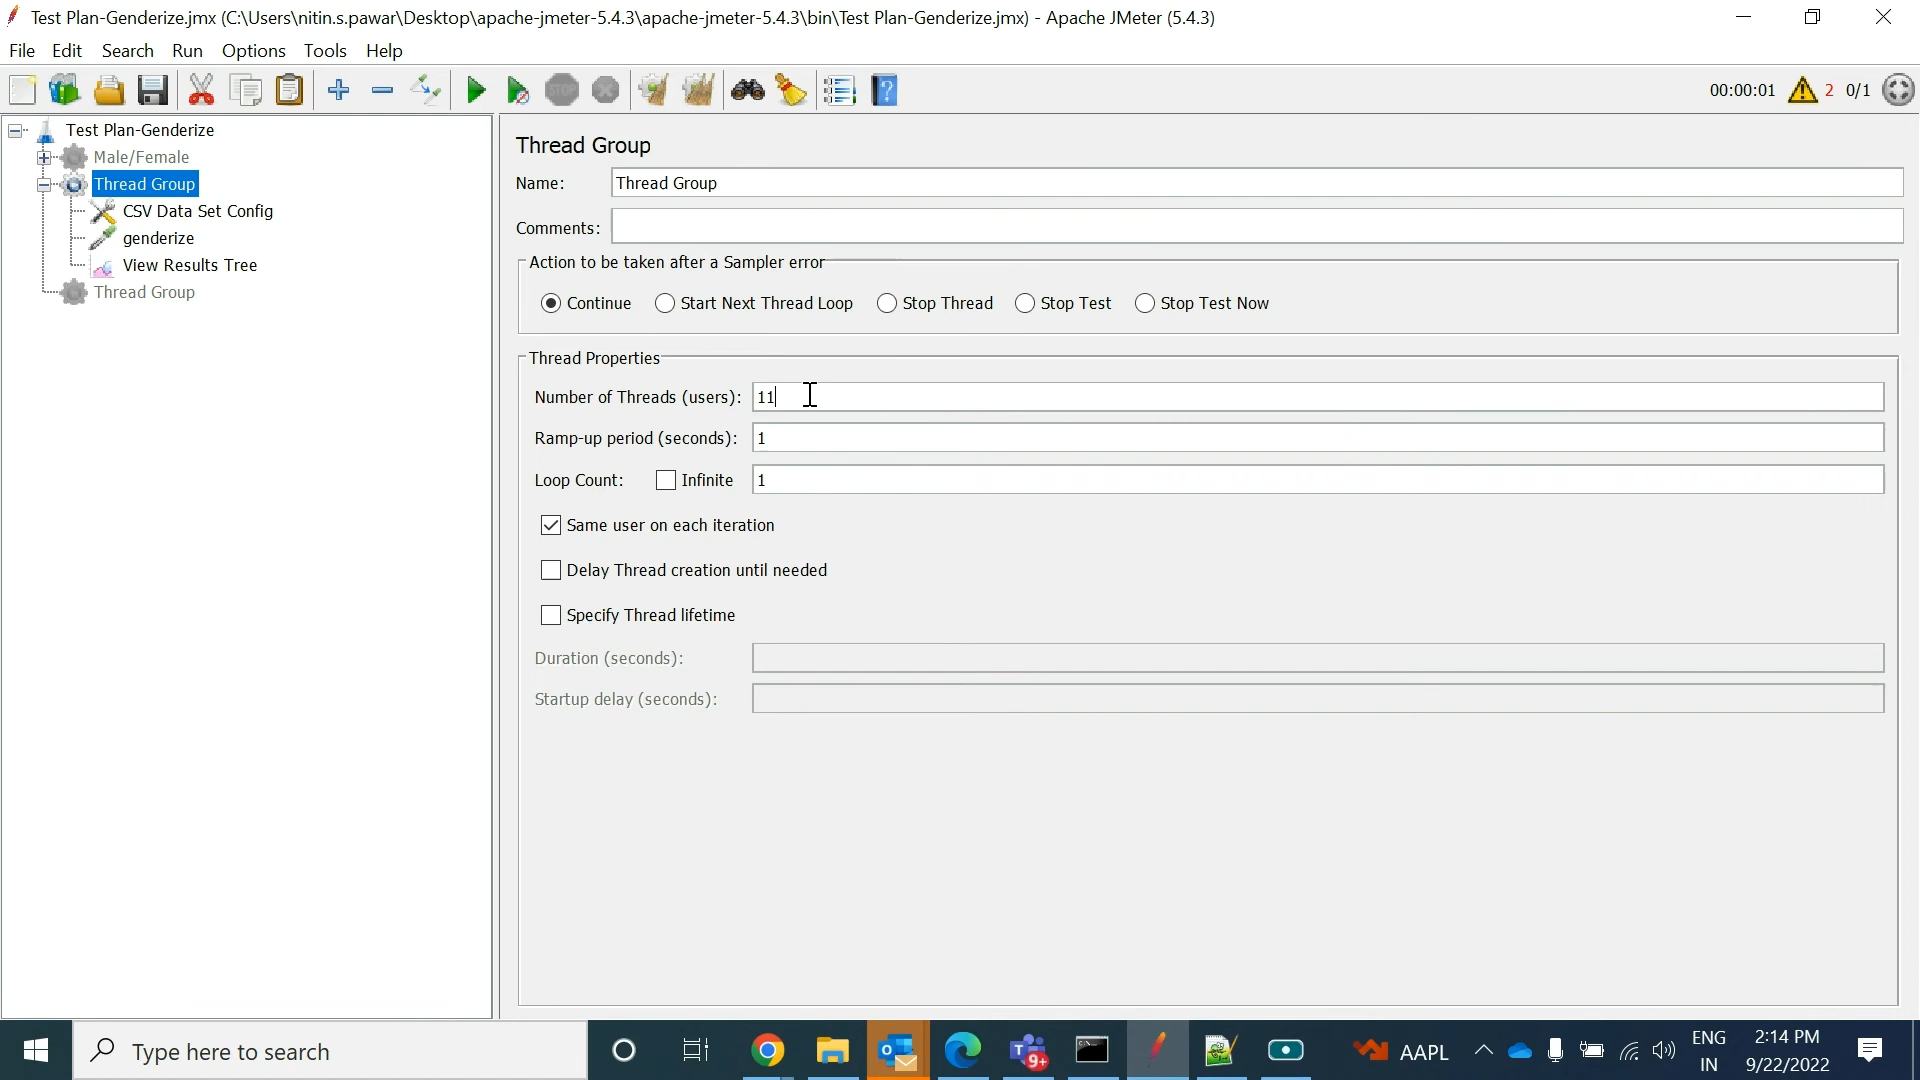 Test Plan-Genderize.jmx (C:\Users\nitin.s.pawar\Desktop\apache-jmeter-5.4.3\apache-jmeter-5.4.3\bin\Test Plan-Genderize.jmx) - Apache JMeter (5.4.3)
File Edit Search Run Options Tools Help
STOP
00:00:01 2 0/1
Test Plan-Genderize
Male/Female
Thread Group
CSV Data Set Config
genderize
View Results Tree
Thread Group
Thread Group
Name: Thread Group
Comments:
Action to be taken after a Sampler error
Continue Start Next Thread Loop Stop Thread Stop Test Stop Test Now
Thread Properties
Number of Threads (users): 11
Ramp-up period (seconds): 1
Loop Count: Infinite 1
Same user on each iteration
Delay Thread creation until needed
Specify Thread lifetime
Duration (seconds):
Startup delay (seconds):
Type here to search
9+
AAPL
ENG
IN
2:14 PM
9/22/2022